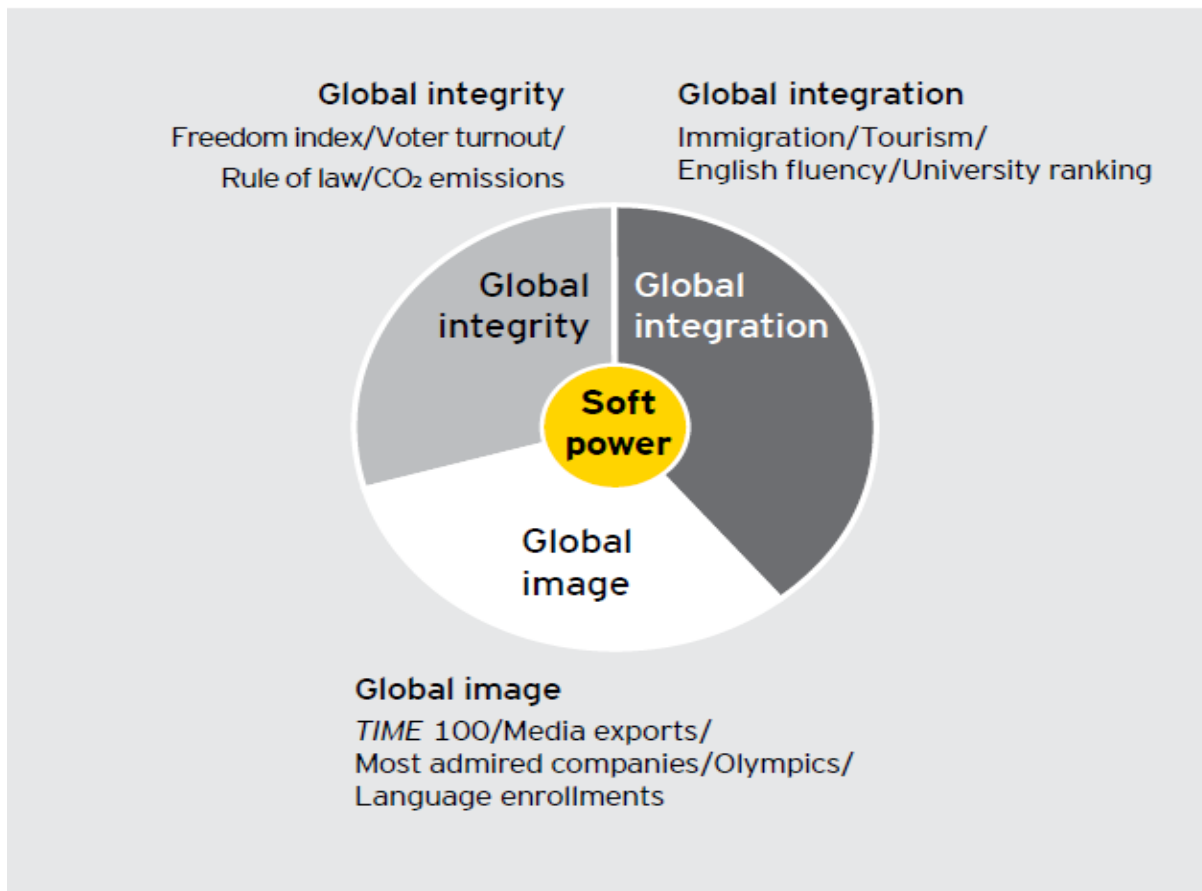 Global integrity
Freedom index/Voter turnout/
Rule of law/CO₂ emissions
Global integration
Immigration/Tourism/
English fluency/University ranking
Global
integrity
Global
integration
Soft
power
Global
image
Global image
TIME 100/Media exports/
Most admired companies/Olympics/
Language enrollments